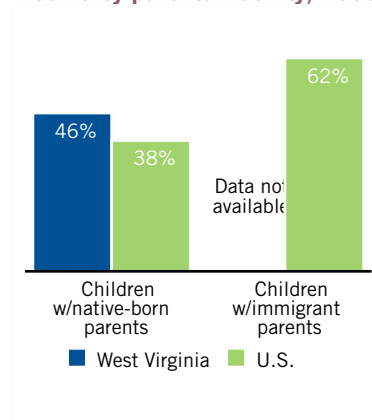 46%
38%
62%
Data not
available
Children
w/native-born
parents
Children
w/immigrant
parents
West Virginia
U.S.